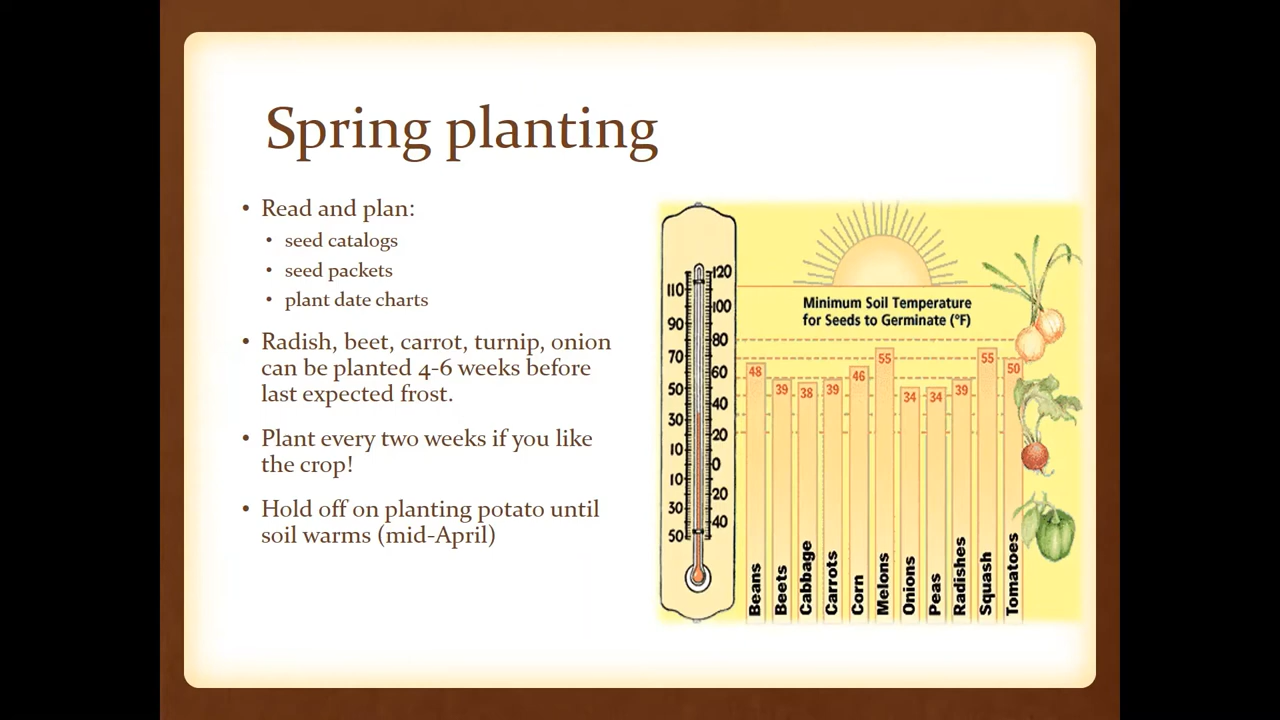 Spring planting
• Read and plan:
• seed catalogs
• seed packets
• plant date charts
• Radish, beet, carrot, turnip, onion
can be planted 4-6 weeks before
last expected frost.
• Plant every two weeks if you like
the crop!
• Hold off on planting potato until
soil warms (mid-April)
120
110
100
90
80
70
60
50
40
30
20
10
0
10
20
30
40
50
Minimum Soil Temperature
for Seeds to Germinate (°F)
48 39 38 39 46 55 34 34 39 55 50
Beans
Beets
Cabbage
Carrots
Corn
Melons
Onions
Peas
Radishes
Squash
Tomatoes